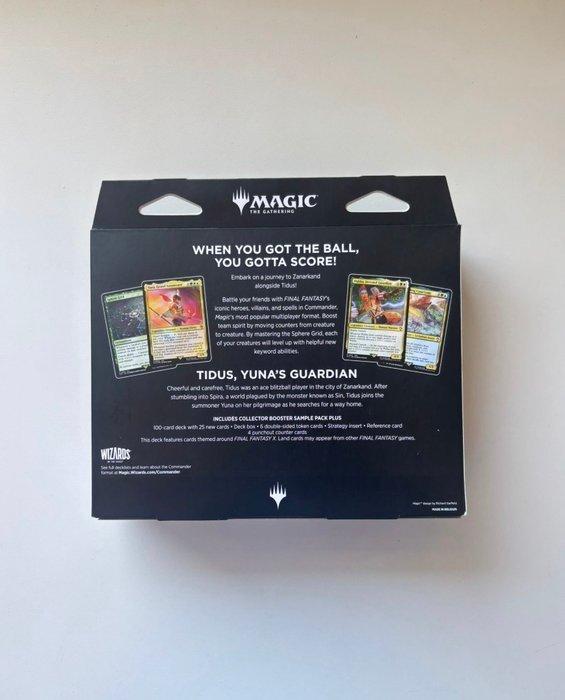 MAGIC
THE GATHERING
WHEN YOU GOT THE BALL,
YOU GOTTA SCORE!
Embark on a journey to Zanarkand
alongside Tidus!
Battle your friends with FINAL FANTASY's
iconic heroes, villains, and spells in Commander,
Magic's most popular multiplayer format. Boost
team spirit by moving counters from creature
to creature. By mastering the Sphere Grid, each
of your creatures will level up with helpful new
keyword abilities.
TIDUS, YUNA'S GUARDIAN
Cheerful and carefree, Tidus was an ace blitzball player in the city of Zanarkand. After
stumbling into Spira, a world plagued by the monster known as Sin, Tidus joins the
summoner Yuna on her pilgrimage as he searches for a way home.
INCLUDES COLLECTOR BOOSTER SAMPLE PACK PLUS
100-card deck with 25 new cards • Deck box • 6 double-sided token cards • Strategy insert • Reference card
4 punchout counter cards
This deck features cards themed around FINAL FANTASY X. Land cards may appear from other FINAL FANTASY games.
WIZARDS
OF THE COAST
See full decklists and learn about the Commander
format at Magic.Wizards.com/Commander
Magic® design by Richard Garfield
MADE IN BELGIUM